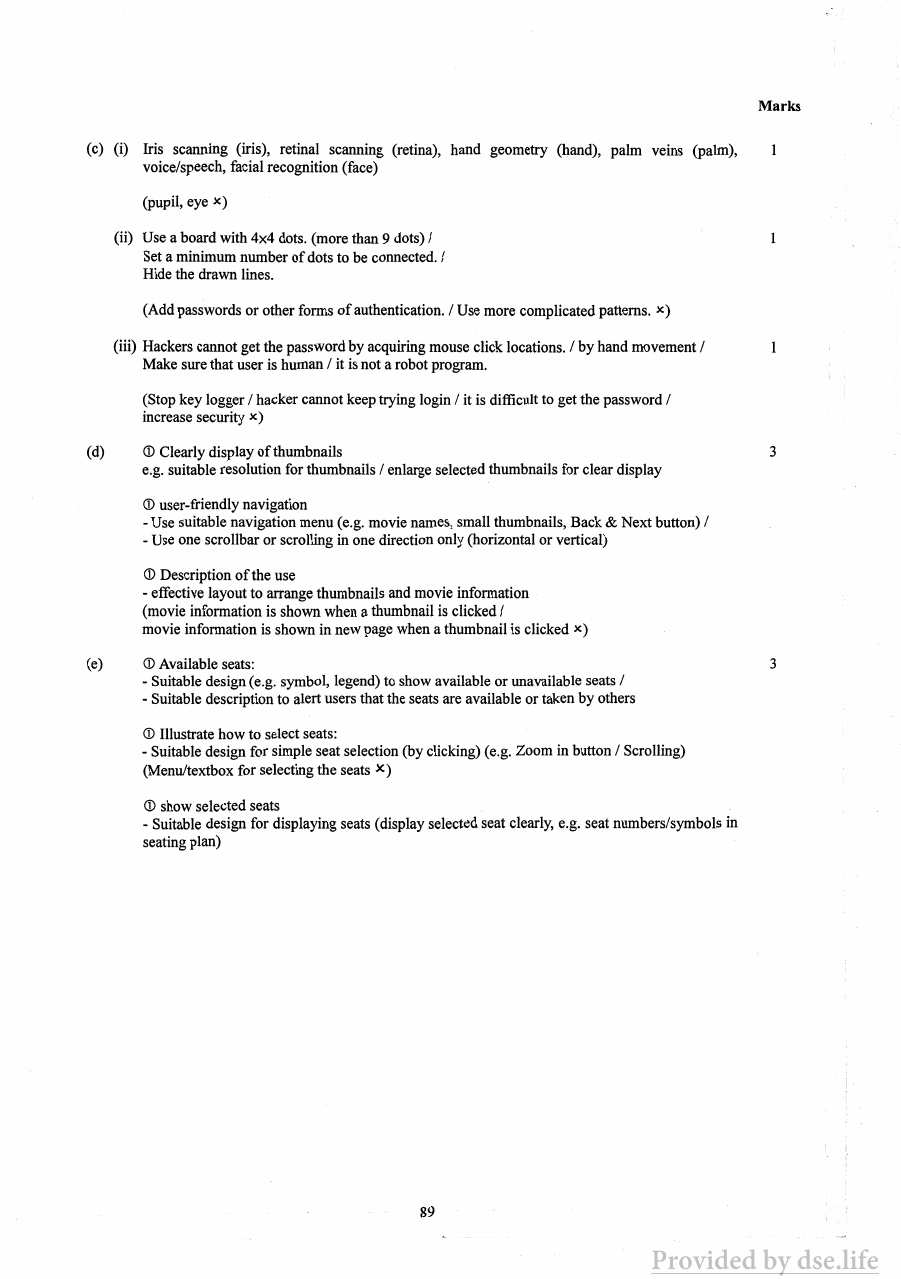 Marks
(c) (i) Iris scanning (iris), retinal scanning (retina), hand geometry (hand), palm veins (palm), 1
voice/speech, facial recognition (face)
(pupil, eye ×)
(ii) Use a board with 4x4 dots. (more than 9 dots) / 1
Set a minimum number of dots to be connected. /
Hide the drawn lines.
(Add passwords or other forms of authentication. / Use more complicated patterns. ×)
(iii) Hackers cannot get the password by acquiring mouse click locations. / by hand movement / 1
Make sure that user is human / it is not a robot program.
(Stop key logger / hacker cannot keep trying login / it is difficult to get the password /
increase security ×)
(d) ① Clearly display of thumbnails 3
e.g. suitable resolution for thumbnails / enlarge selected thumbnails for clear display
① user-friendly navigation
- Use suitable navigation menu (e.g. movie names, small thumbnails, Back & Next button) /
- Use one scrollbar or scrolling in one direction only (horizontal or vertical)
① Description of the use
- effective layout to arrange thumbnails and movie information
(movie information is shown when a thumbnail is clicked /
movie information is shown in new page when a thumbnail is clicked ×)
(e) ① Available seats: 3
- Suitable design (e.g. symbol, legend) to show available or unavailable seats /
- Suitable description to alert users that the seats are available or taken by others
① Illustrate how to select seats:
- Suitable design for simple seat selection (by clicking) (e.g. Zoom in button / Scrolling)
(Menu/textbox for selecting the seats ×)
① show selected seats
- Suitable design for displaying seats (display selected seat clearly, e.g. seat numbers/symbols in
seating plan)
89
Provided by dse.life